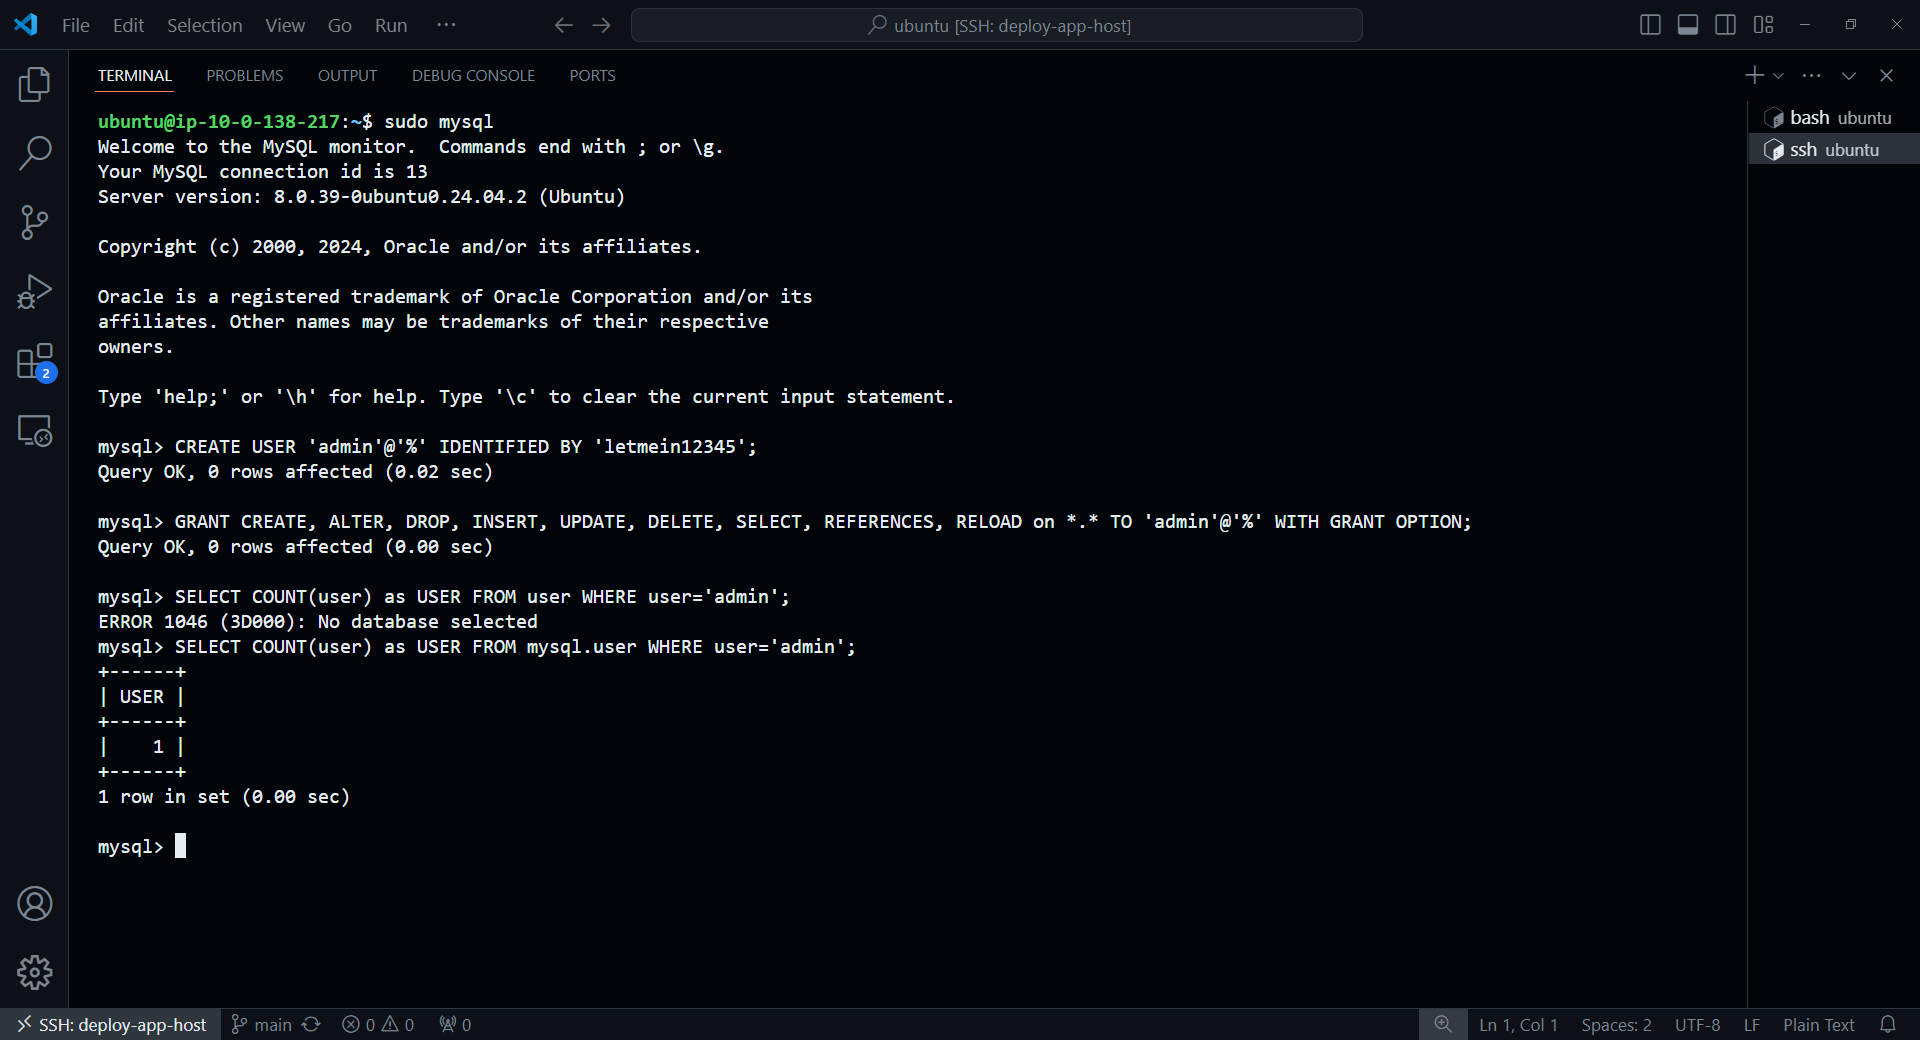 File Edit Selection View Go Run ···
ubuntu [SSH: deploy-app-host]
TERMINAL PROBLEMS OUTPUT DEBUG CONSOLE PORTS
bash ubuntu
ssh ubuntu
ubuntu@ip-10-0-138-217:~$ sudo mysql
Welcome to the MySQL monitor.  Commands end with ; or \g.
Your MySQL connection id is 13
Server version: 8.0.39-0ubuntu0.24.04.2 (Ubuntu)
Copyright (c) 2000, 2024, Oracle and/or its affiliates.
Oracle is a registered trademark of Oracle Corporation and/or its
affiliates. Other names may be trademarks of their respective
owners.
Type 'help;' or '\h' for help. Type '\c' to clear the current input statement.
mysql> CREATE USER 'admin'@'%' IDENTIFIED BY 'letmein12345';
Query OK, 0 rows affected (0.02 sec)
mysql> GRANT CREATE, ALTER, DROP, INSERT, UPDATE, DELETE, SELECT, REFERENCES, RELOAD on *.* TO 'admin'@'%' WITH GRANT OPTION;
Query OK, 0 rows affected (0.00 sec)
mysql> SELECT COUNT(user) as USER FROM user WHERE user='admin';
ERROR 1046 (3D000): No database selected
mysql> SELECT COUNT(user) as USER FROM mysql.user WHERE user='admin';
+------+
| USER |
+------+
|    1 |
+------+
1 row in set (0.00 sec)
mysql>
2
SSH: deploy-app-host main 0 0 0 Ln 1, Col 1 Spaces: 2 UTF-8 LF Plain Text